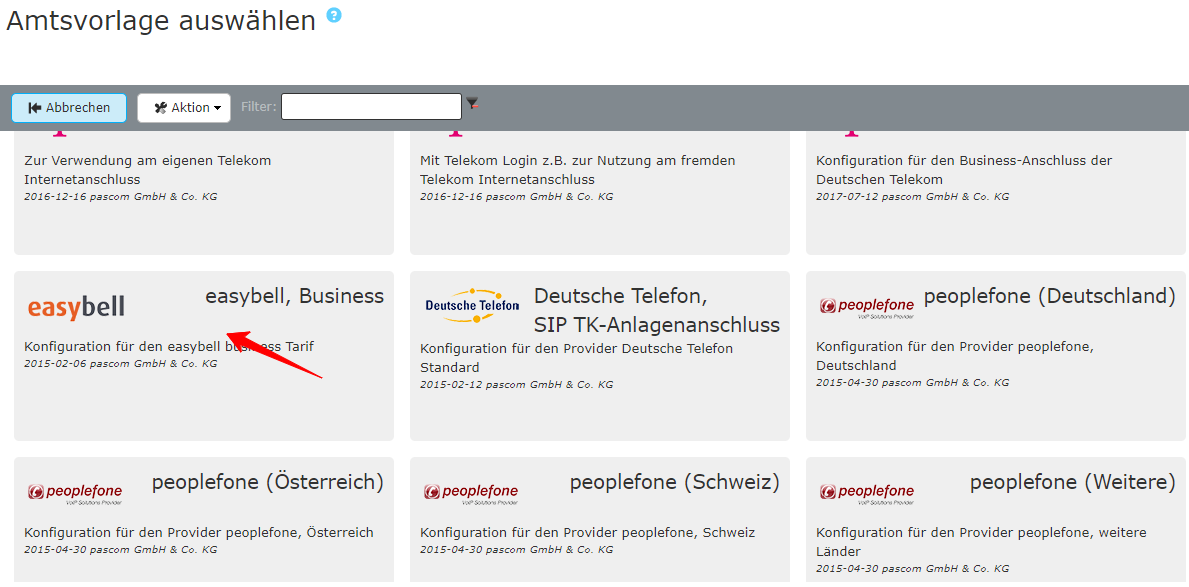 Amtsvorlage auswählen ?
Abbrechen Aktion Filter:
Zur Verwendung am eigenen Telekom
Internetanschluss
2016-12-16 pascom GmbH & Co. KG
Mit Telekom Login z.B. zur Nutzung am fremden
Telekom Internetanschluss
2016-12-16 pascom GmbH & Co. KG
Konfiguration für den Business-Anschluss der
Deutschen Telekom
2017-07-12 pascom GmbH & Co. KG
easybell
easybell, Business
Konfiguration für den easybell business Tarif
2015-02-06 pascom GmbH & Co. KG
Deutsche Telefon
Deutsche Telefon,
SIP TK-Anlagenanschluss
Konfiguration für den Provider Deutsche Telefon
Standard
2015-02-12 pascom GmbH & Co. KG
peoplefone
VoIP Solutions Provider
peoplefone (Deutschland)
Konfiguration für den Provider peoplefone,
Deutschland
2015-04-30 pascom GmbH & Co. KG
peoplefone
VoIP Solutions Provider
peoplefone (Österreich)
Konfiguration für den Provider peoplefone, Österreich
2015-04-30 pascom GmbH & Co. KG
peoplefone
VoIP Solutions Provider
peoplefone (Schweiz)
Konfiguration für den Provider peoplefone, Schweiz
2015-04-30 pascom GmbH & Co. KG
peoplefone
VoIP Solutions Provider
peoplefone (Weitere)
Konfiguration für den Provider peoplefone, weitere
Länder
2015-04-30 pascom GmbH & Co. KG